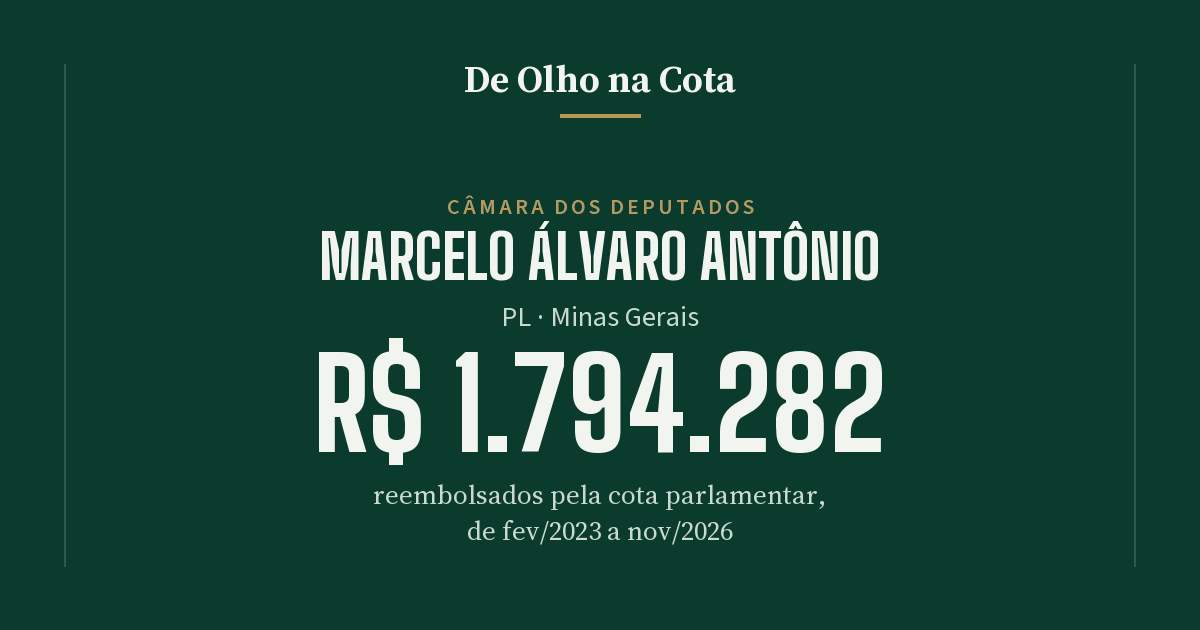 De Olho na Cota
CÂMARA DOS DEPUTADOS
MARCELO ÁLVARO ANTÔNIO
PL · Minas Gerais
R$ 1.794.282
reembolsados pela cota parlamentar,
de fev/2023 a nov/2026